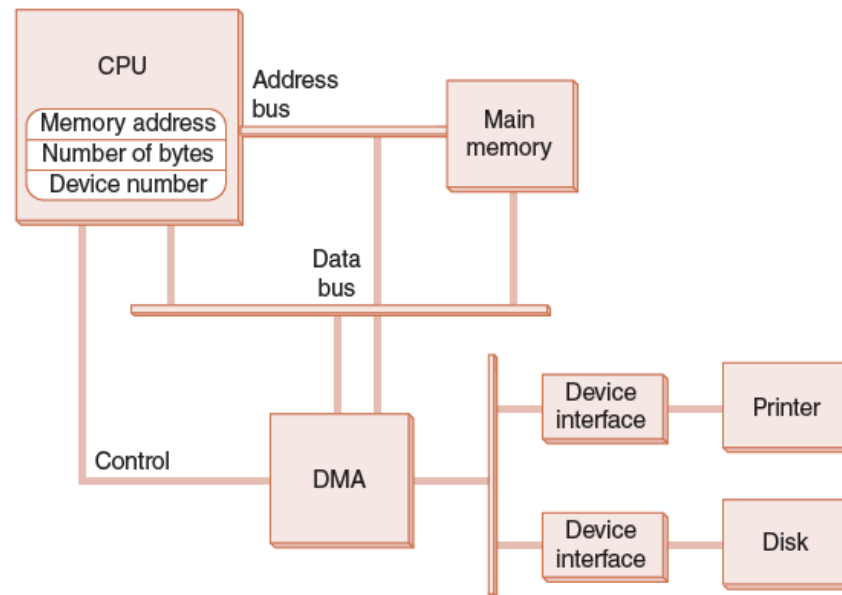 CPU
Memory address
Number of bytes
Device number
Address
bus
Main
memory
Data
bus
Device
interface
Printer
Control
DMA
Device
interface
Disk